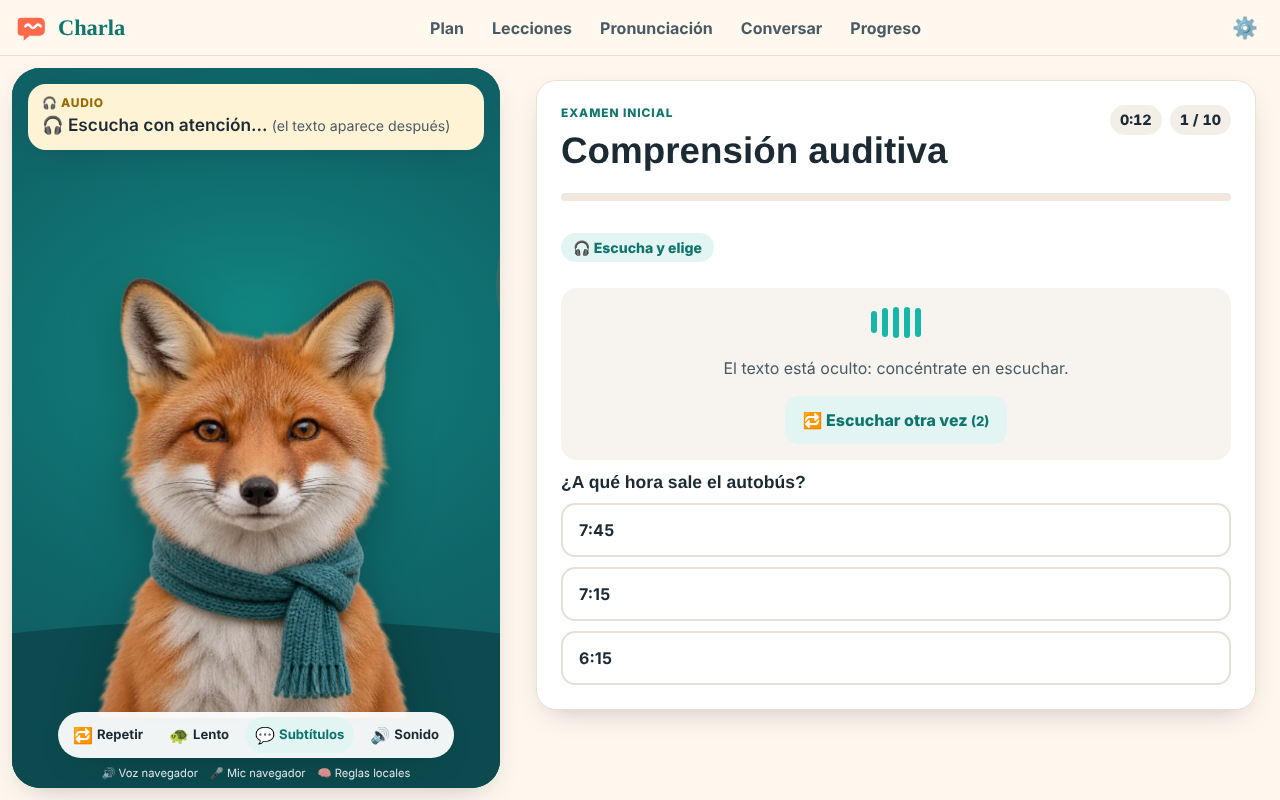 Charla
Plan Lecciones Pronunciación Conversar Progreso
AUDIO
Escucha con atención... (el texto aparece después)
Repetir Lento Subtítulos Sonido
Voz navegador Mic navegador Reglas locales
EXAMEN INICIAL
0:12 1 / 10
Comprensión auditiva
Escucha y elige
El texto está oculto: concéntrate en escuchar.
Escuchar otra vez (2)
¿A qué hora sale el autobús?
7:45
7:15
6:15